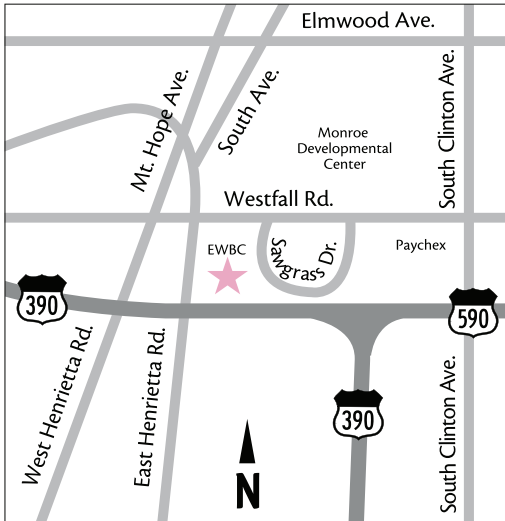 Elmwood Ave.
Mt. Hope Ave.
South Ave.
South Clinton Ave.
Monroe
Developmental
Center
Westfall Rd.
EWBC
Sawgrass Dr.
Paychex
390
590
West Henrietta Rd.
East Henrietta Rd.
390
South Clinton Ave.
N